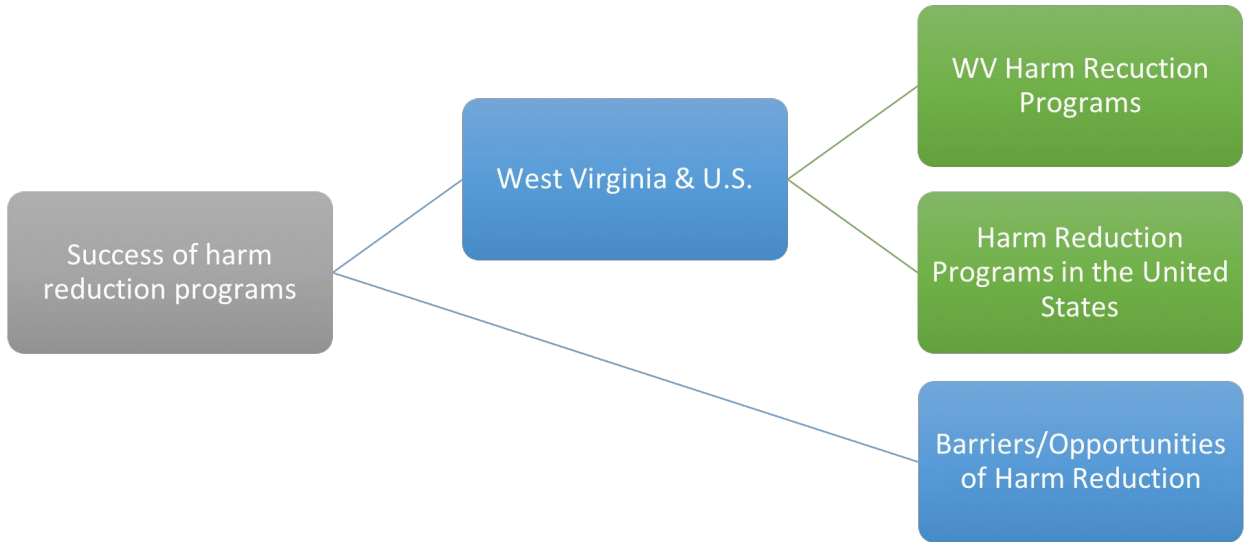 Success of harm
reduction programs
West Virginia & U.S.
WV Harm Recuction
Programs
Harm Reduction
Programs in the United
States
Barriers/Opportunities
of Harm Reduction